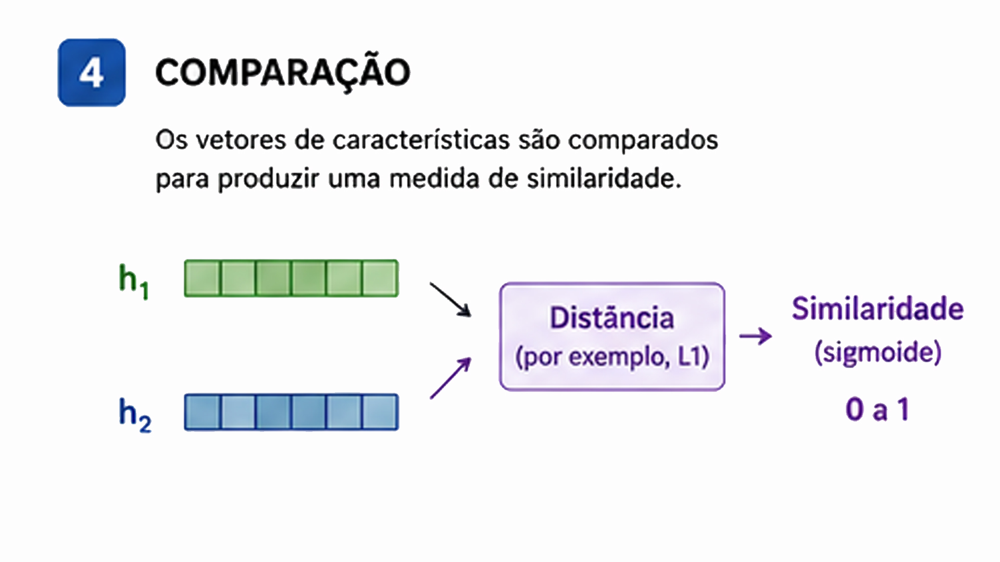 4
COMPARAÇÃO
Os vetores de características são comparados
para produzir uma medida de similaridade.
h₁
h₂
Distãncia
(por exemplo, L1)
Similaridade
(sigmoide)
0 a 1